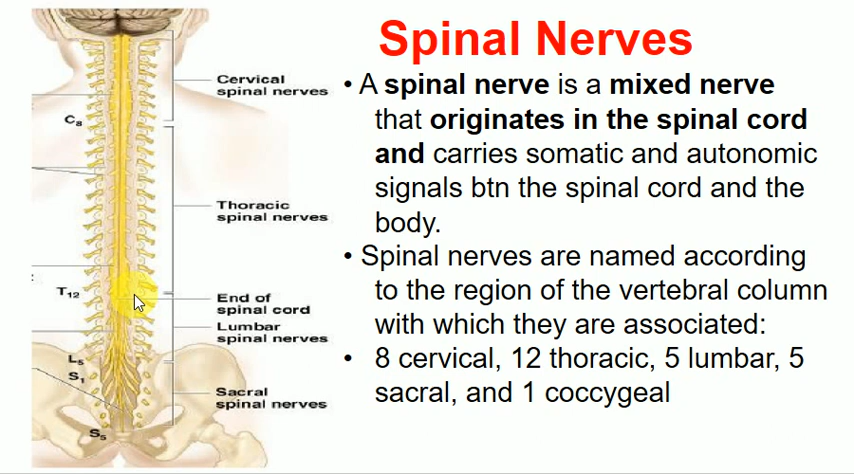 Spinal Nerves
Cervical
spinal nerves
C8
Thoracic
spinal nerves
:
T12
End of
spinal cord
Lumbar
spinal nerves
L5
S1
Sacral
spinal nerves
S5
• A spinal nerve is a mixed nerve
that originates in the spinal cord
and carries somatic and autonomic
signals btn the spinal cord and the
body.
• Spinal nerves are named according
to the region of the vertebral column
with which they are associated:
• 8 cervical, 12 thoracic, 5 lumbar, 5
sacral, and 1 coccygeal